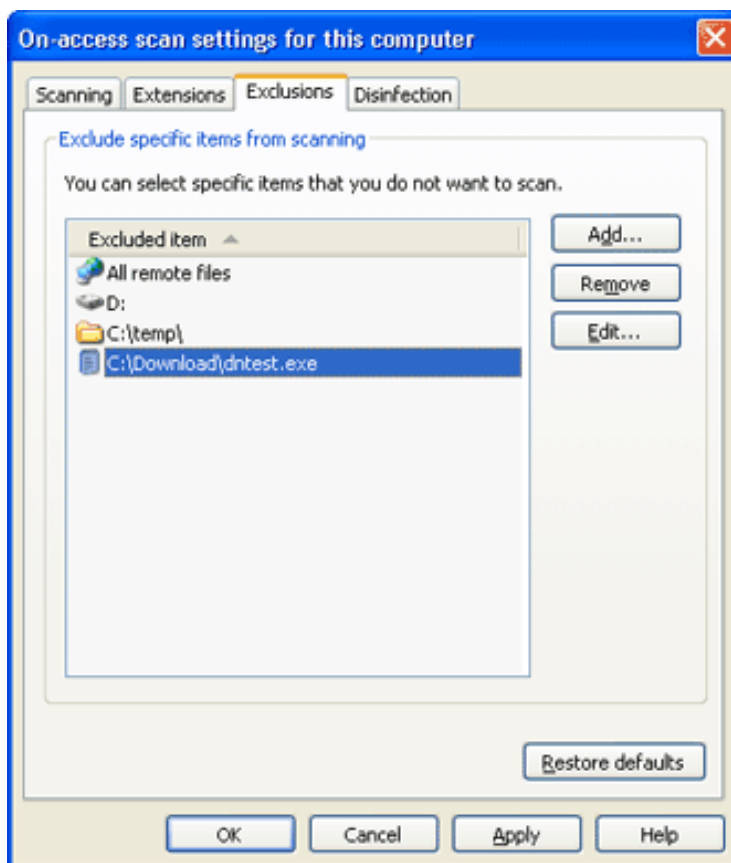 On-access scan settings for this computer
Scanning Extensions Exclusions Disinfection
Exclude specific items from scanning
You can select specific items that you do not want to scan.
Excluded item
All remote files
D:
C:\temp\
C:\Download\dntest.exe
Add...
Remove
Edit...
Restore defaults
OK Cancel Apply Help